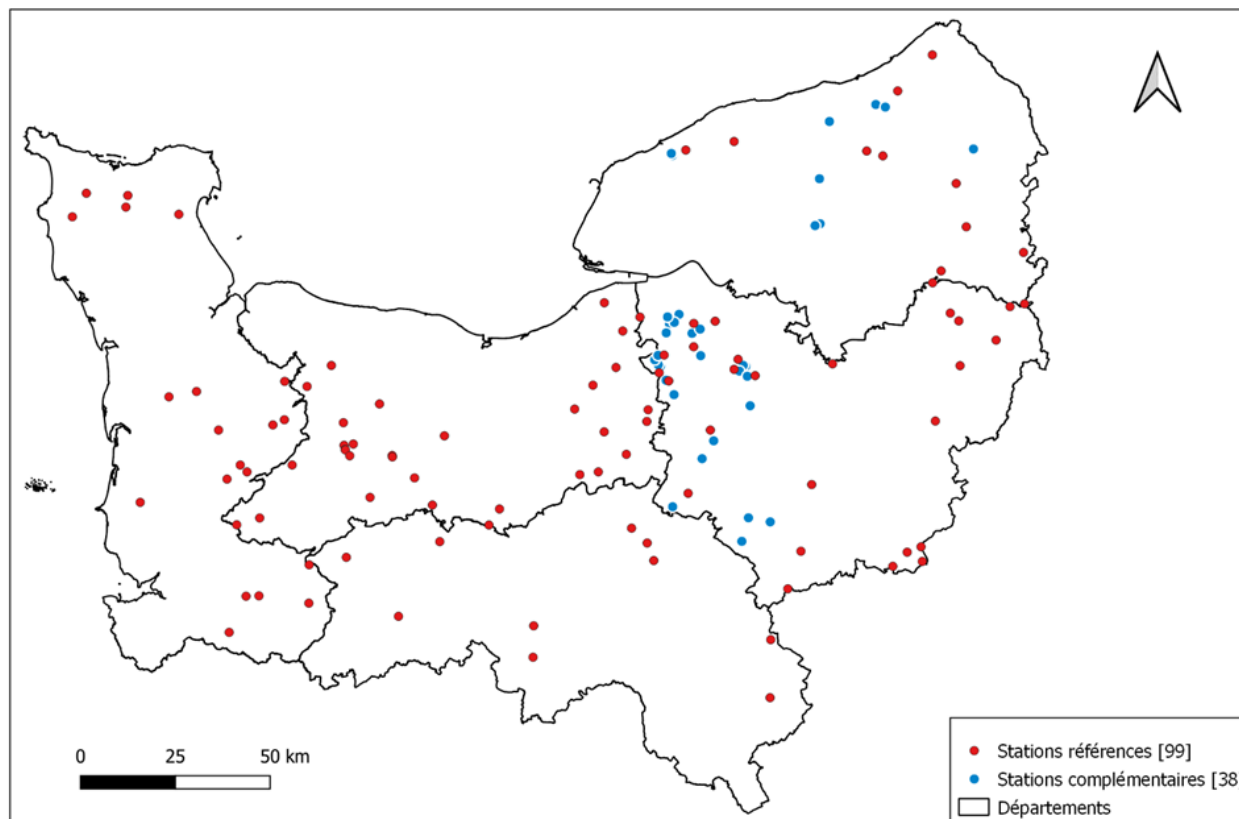 0 25 50 km
Stations références [99]
Stations complémentaires [38]
Départements